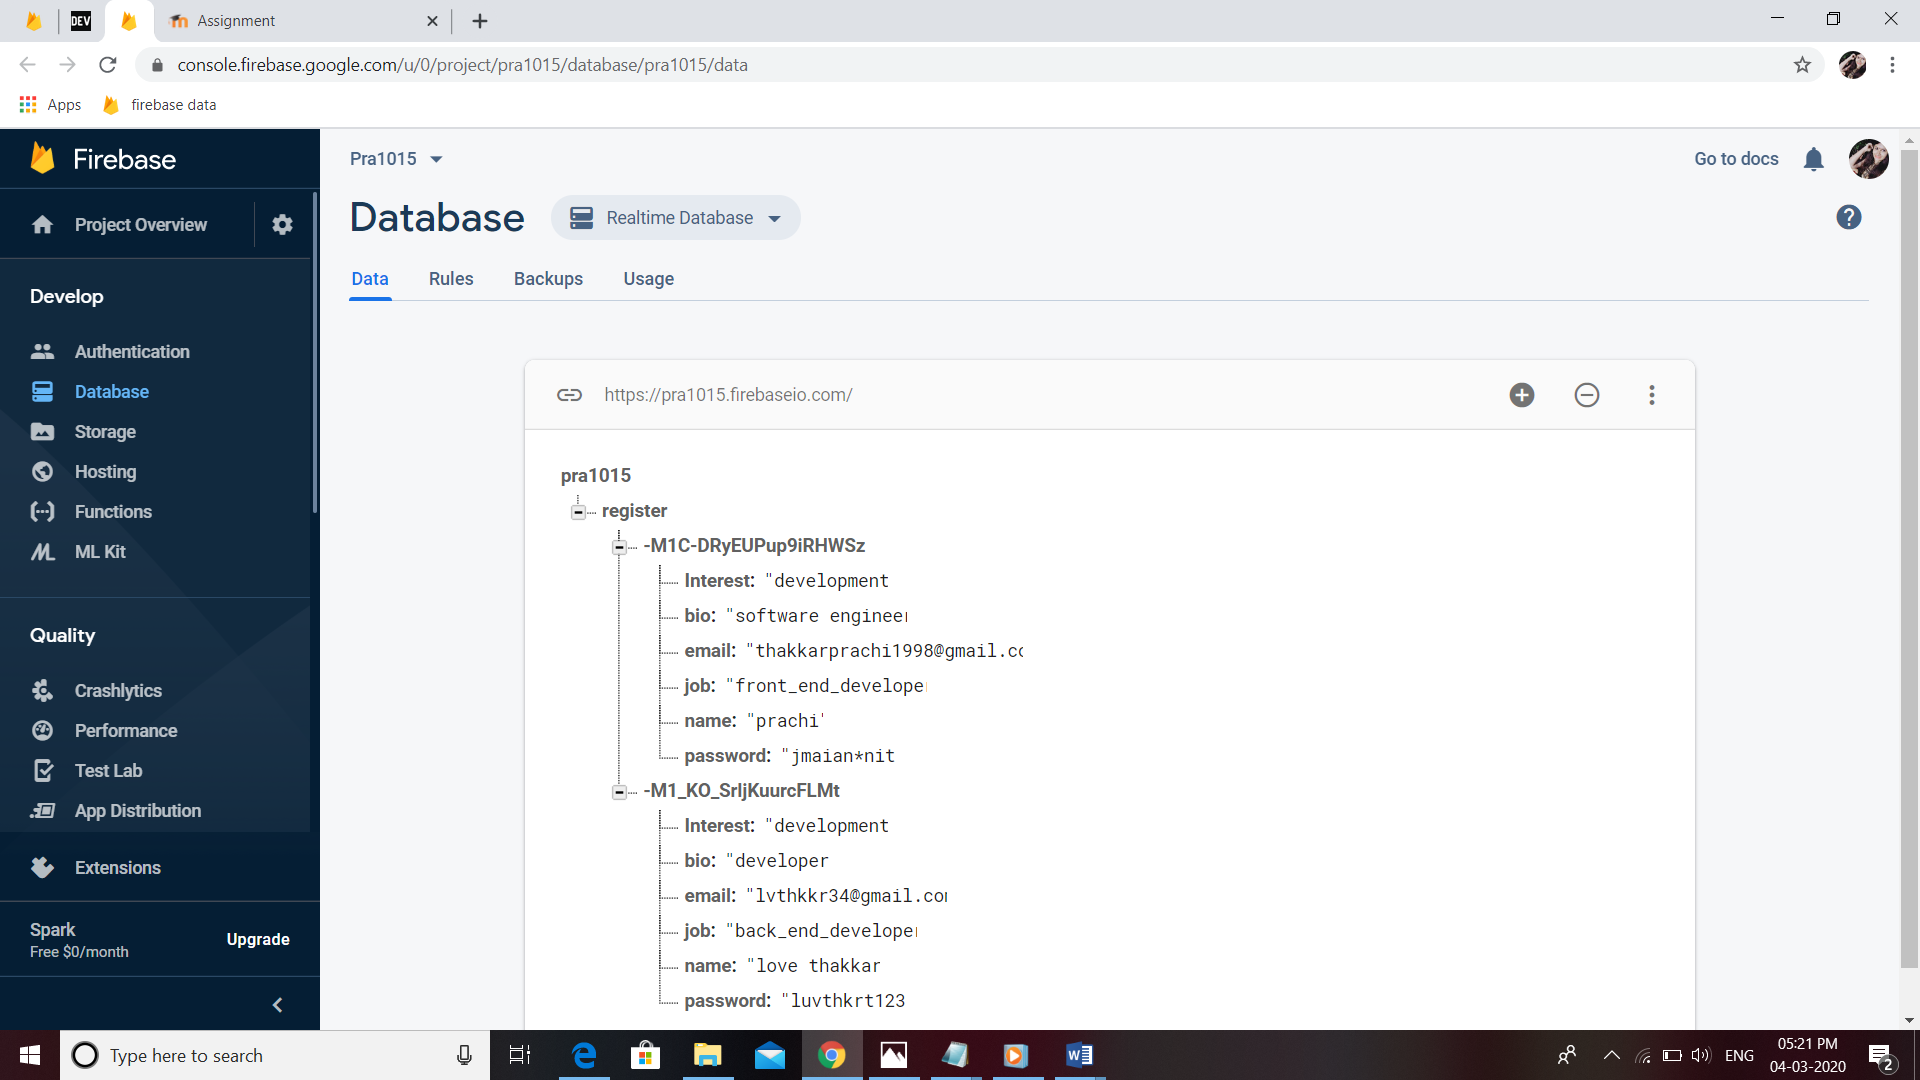 DEV
Assignment
console.firebase.google.com/u/0/project/pra1015/database/pra1015/data
Apps
firebase data
Firebase
Project Overview
Develop
Authentication
Database
Storage
Hosting
Functions
ML Kit
Quality
Crashlytics
Performance
Test Lab
App Distribution
Extensions
Spark
Free $0/month
Upgrade
Pra1015
Go to docs
Database
Realtime Database
Data
Rules
Backups
Usage
https://pra1015.firebaseio.com/
pra1015
register
-M1C-DRyEUPup9iRHWSz
Interest: "development
bio: "software engineer
email: "thakkarprachi1998@gmail.co
job: "front_end_developer
name: "prachi"
password: "jmaian*nit
-M1_KO_SrljKuurcFLMt
Interest: "development
bio: "developer
email: "lvthkkr34@gmail.com
job: "back_end_developer
name: "love thakkar
password: "luvthkrt123
Type here to search
ENG
05:21 PM
04-03-2020
2